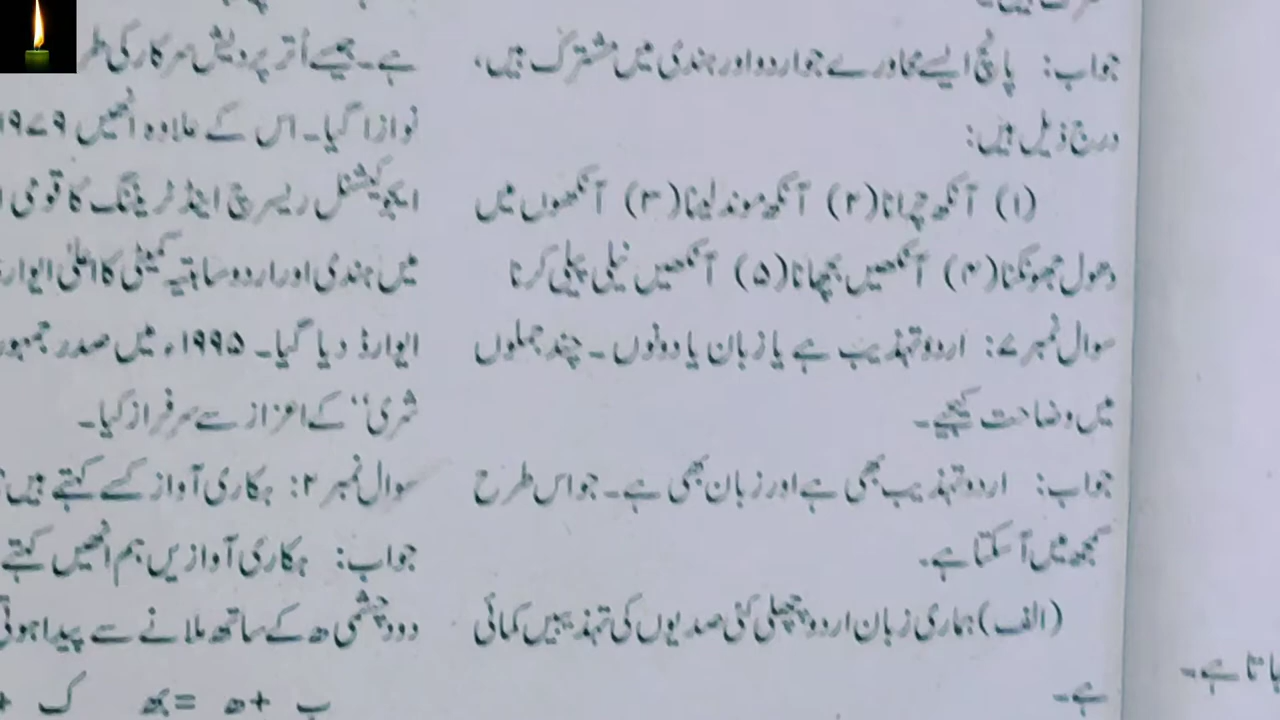 جواب: پانچ ایسے محاورے جو اردو اور ہندی میں مشترک ہیں،
درج ذیل ہیں:
(۱) آنکھ چرانا (۲) آنکھ موند لینا (۳) آنکھوں میں
دھول جھونکنا (۴) آنکھیں بچھانا (۵) آنکھیں نیلی پیلی کرنا
سوال نمبر ۷: اردو تہذیب ہے یا زبان یا دونوں۔ چند جملوں
میں وضاحت کیجیے۔
جواب: اردو تہذیب بھی ہے اور زبان بھی ہے۔ جو اس طرح
سمجھ میں آ سکتا ہے۔
(الف) ہماری زبان اردو پچھلی کئی صدیوں کی تہذیبیں کمائی
ہے۔
ہے۔ جیسے اتر پردیش سرکار کی
نوازا گیا۔ اس کے علاوہ انھیں ۱۹۷۹
ایجوکیشنل ریسرچ اینڈ ٹریننگ کا قومی
میں ہندی اور اردو ساہتیہ کمیٹی کا اعلیٰ
ایوارڈ دیا گیا۔ ۱۹۹۵ء میں صدر
شری“ کے اعزاز سے سرفراز کیا۔
سوال نمبر ۲: ہکاری آواز کسے کہتے ہیں
جواب: ہکاری آوازیں ہم انھیں کہتے
دو چشمی ھ کے ساتھ ملانے سے پیدا
ب + ھ = بھ ک +
تا ہے۔